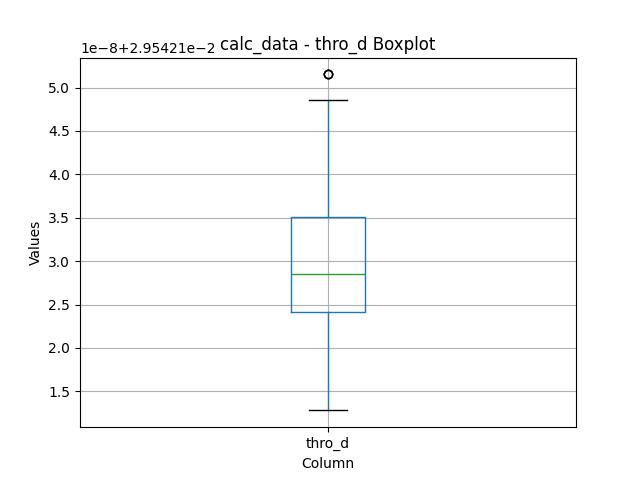 calc_data - thro_d Boxplot
1e−8+2.95421e−2
5.0
4.5
4.0
3.5
3.0
2.5
2.0
1.5
Values
thro_d
Column